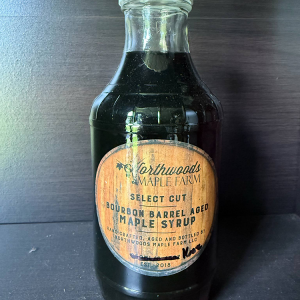 Northwoods
MAPLE FARM
SELECT CUT
BOURBON BARREL AGED
MAPLE SYRUP
HANDCRAFTED, AGED AND BOTTLED BY
NORTHWOODS MAPLE FARM LLC
EST. 2015